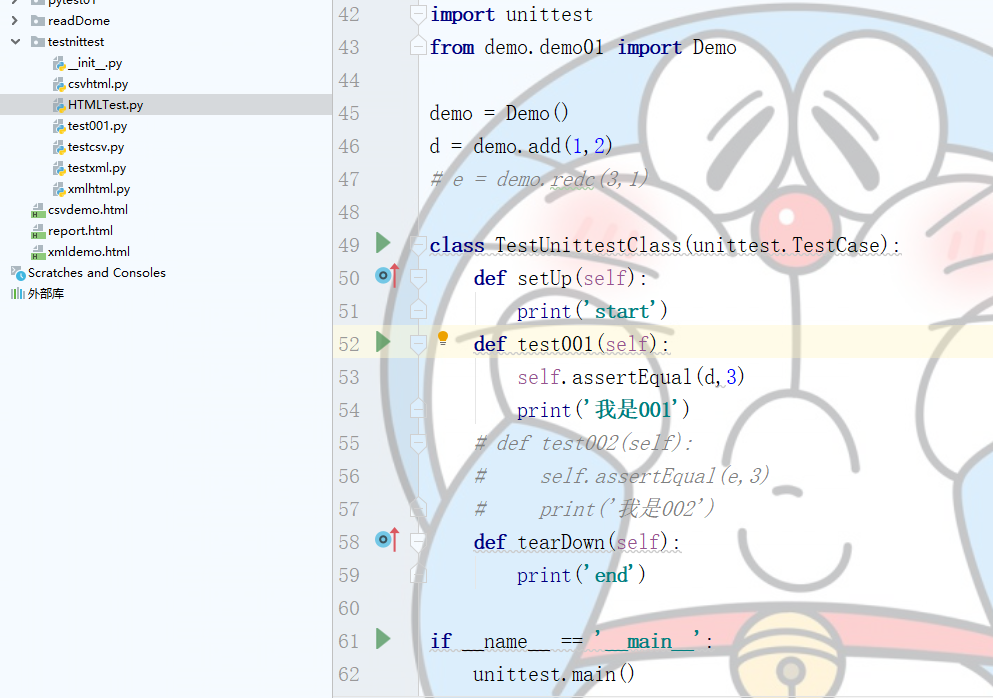 pytest01
readDome
testnittest
__init__.py
csvhtml.py
HTMLTest.py
test001.py
testcsv.py
testxml.py
xmlhtml.py
csvdemo.html
report.html
xmldemo.html
Scratches and Consoles
外部库
42 import unittest
43 from demo.demo01 import Demo
44
45 demo = Demo()
46 d = demo.add(1,2)
47 # e = demo.redc(3,1)
48
49 class TestUnittestClass(unittest.TestCase):
50 def setUp(self):
51 print('start')
52 def test001(self):
53 self.assertEqual(d,3)
54 print('我是001')
55 # def test002(self):
56 # self.assertEqual(e,3)
57 # print('我是002')
58 def tearDown(self):
59 print('end')
60
61 if __name__ == '__main__':
62 unittest.main()